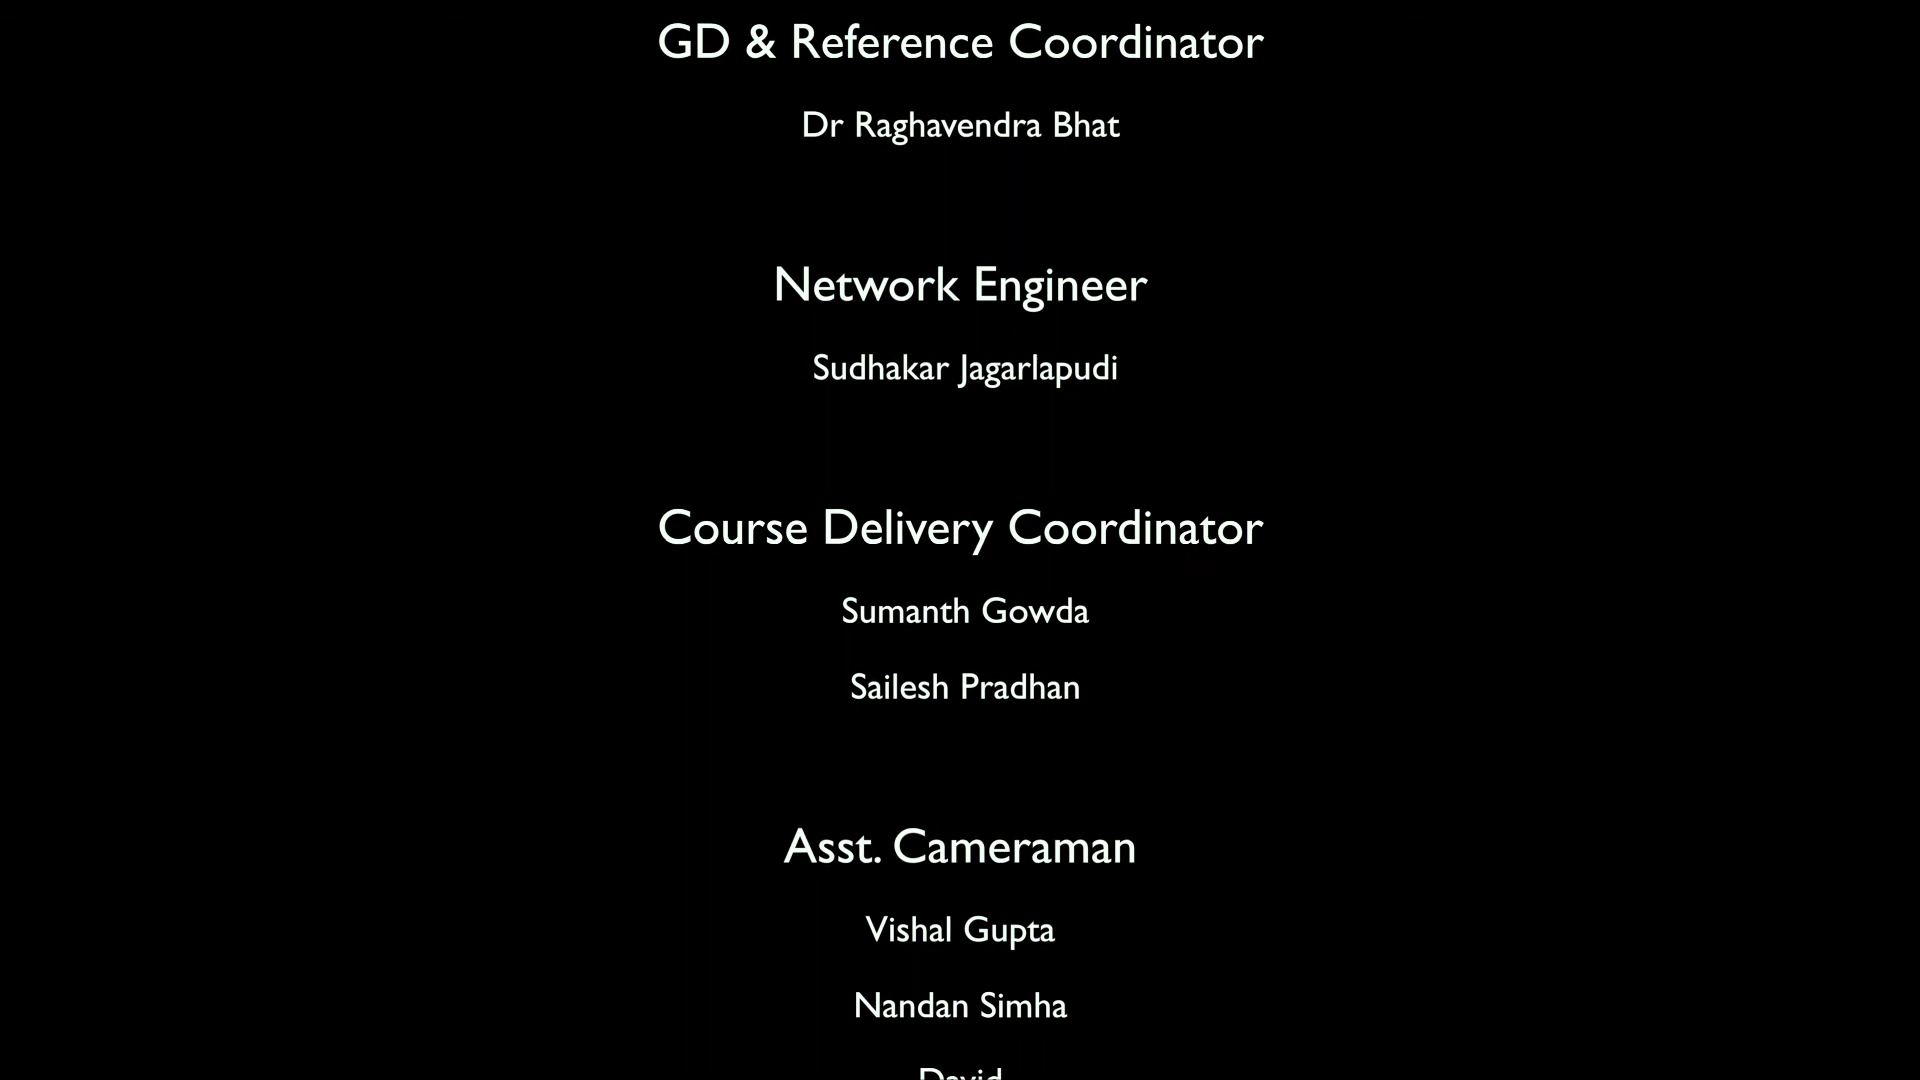 GD & Reference Coordinator
Dr Raghavendra Bhat
Network Engineer
Sudhakar Jagarlapudi
Course Delivery Coordinator
Sumanth Gowda
Sailesh Pradhan
Asst. Cameraman
Vishal Gupta
Nandan Simha
David